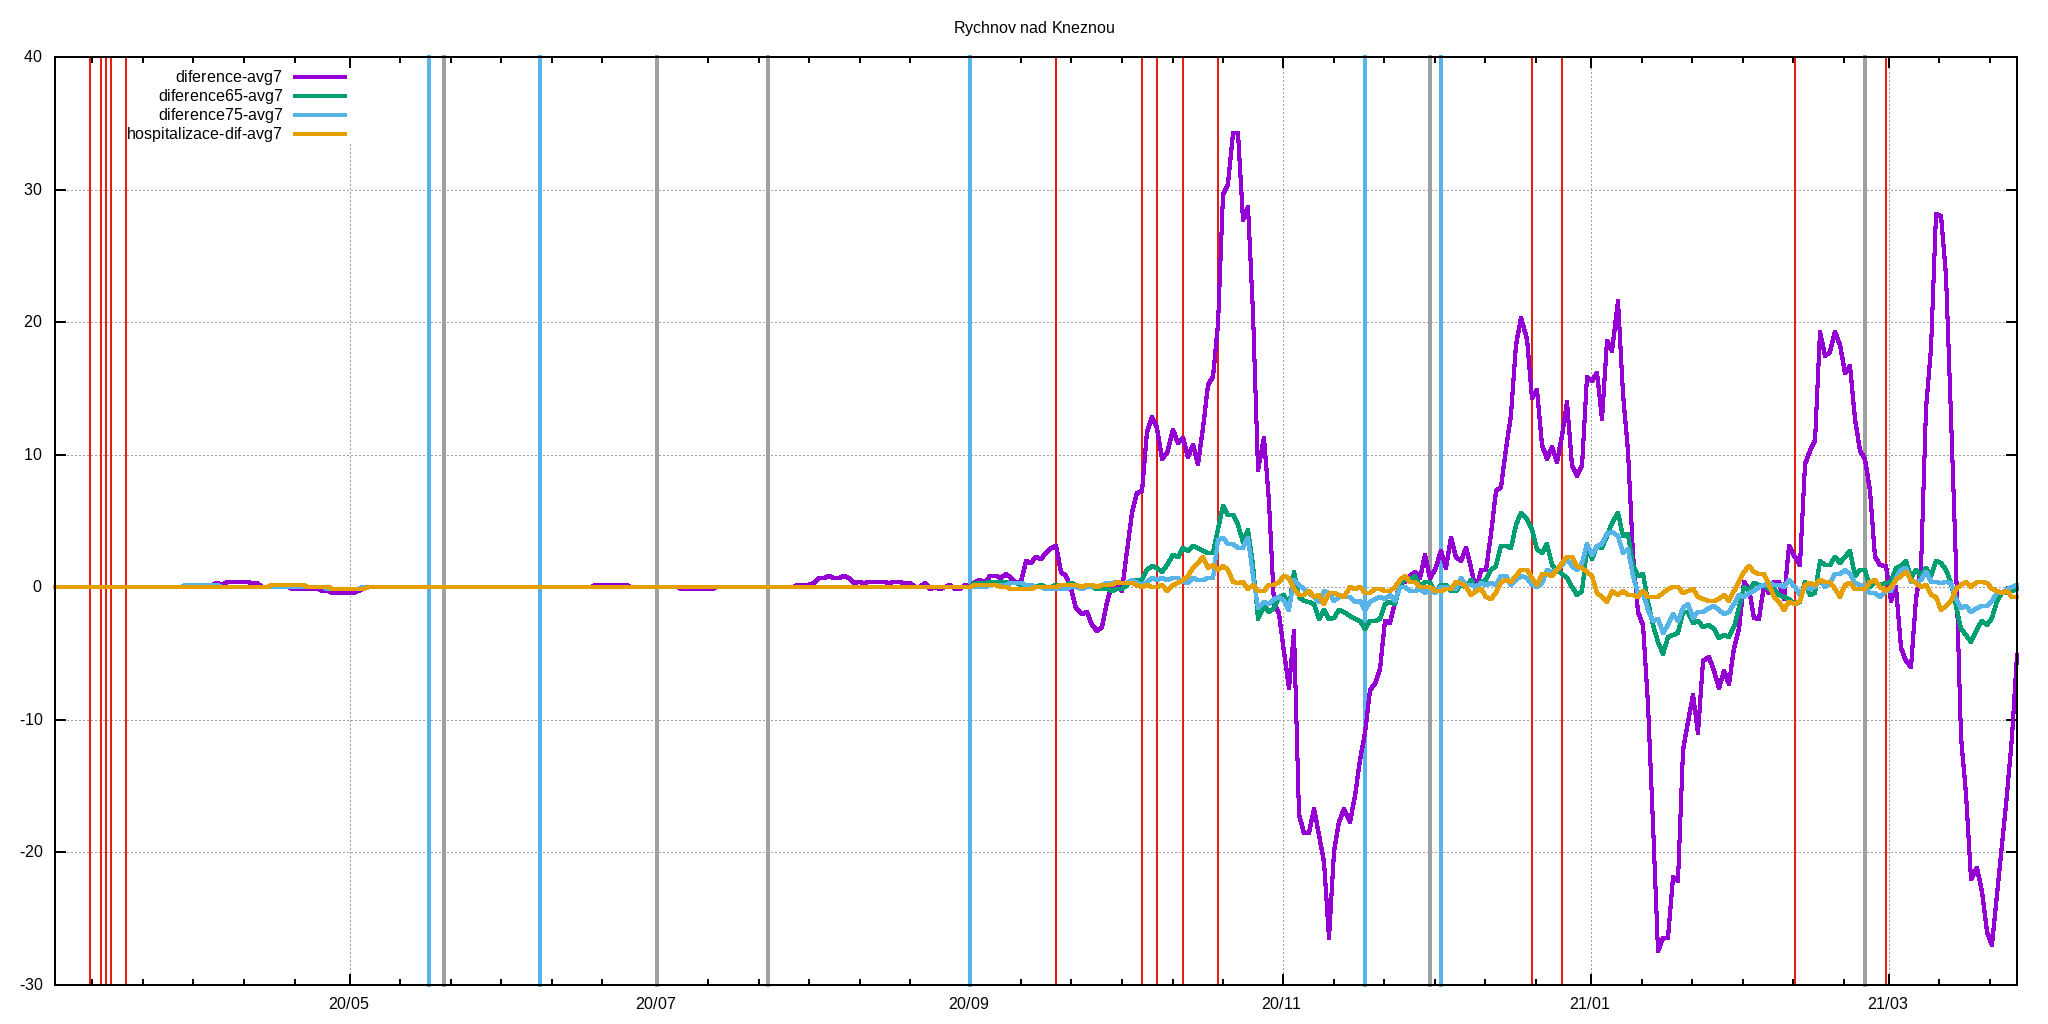 Rychnov nad Kneznou
40
30
20
10
0
-10
-20
-30
diference-avg7
diference65-avg7
diference75-avg7
hospitalizace-dif-avg7
20/05
20/07
20/09
20/11
21/01
21/03